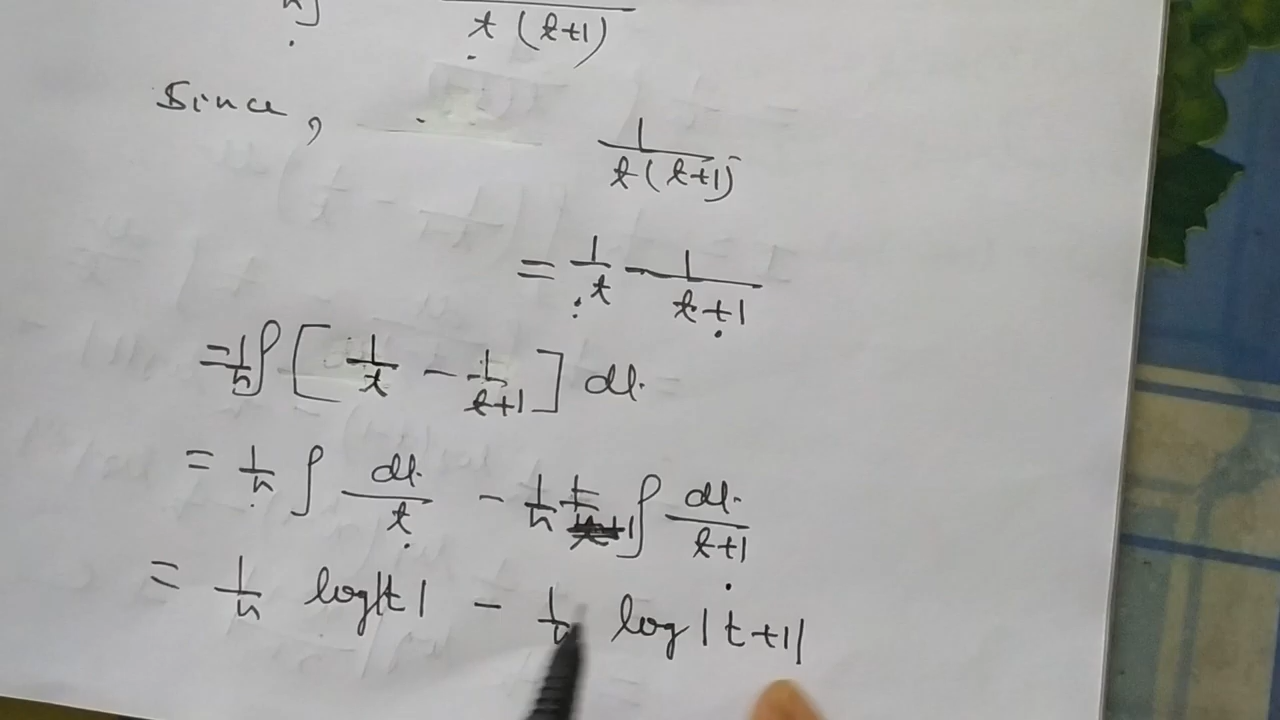 t(t+1)
Since,
1/t(t+1)
= 1/t - 1/t+1
= 1/n ∫ [ 1/t - 1/t+1 ] dt.
= 1/n ∫ dt./t - 1/n ∫ dt./t+1
= 1/n log|t| - 1/n log|t+1|